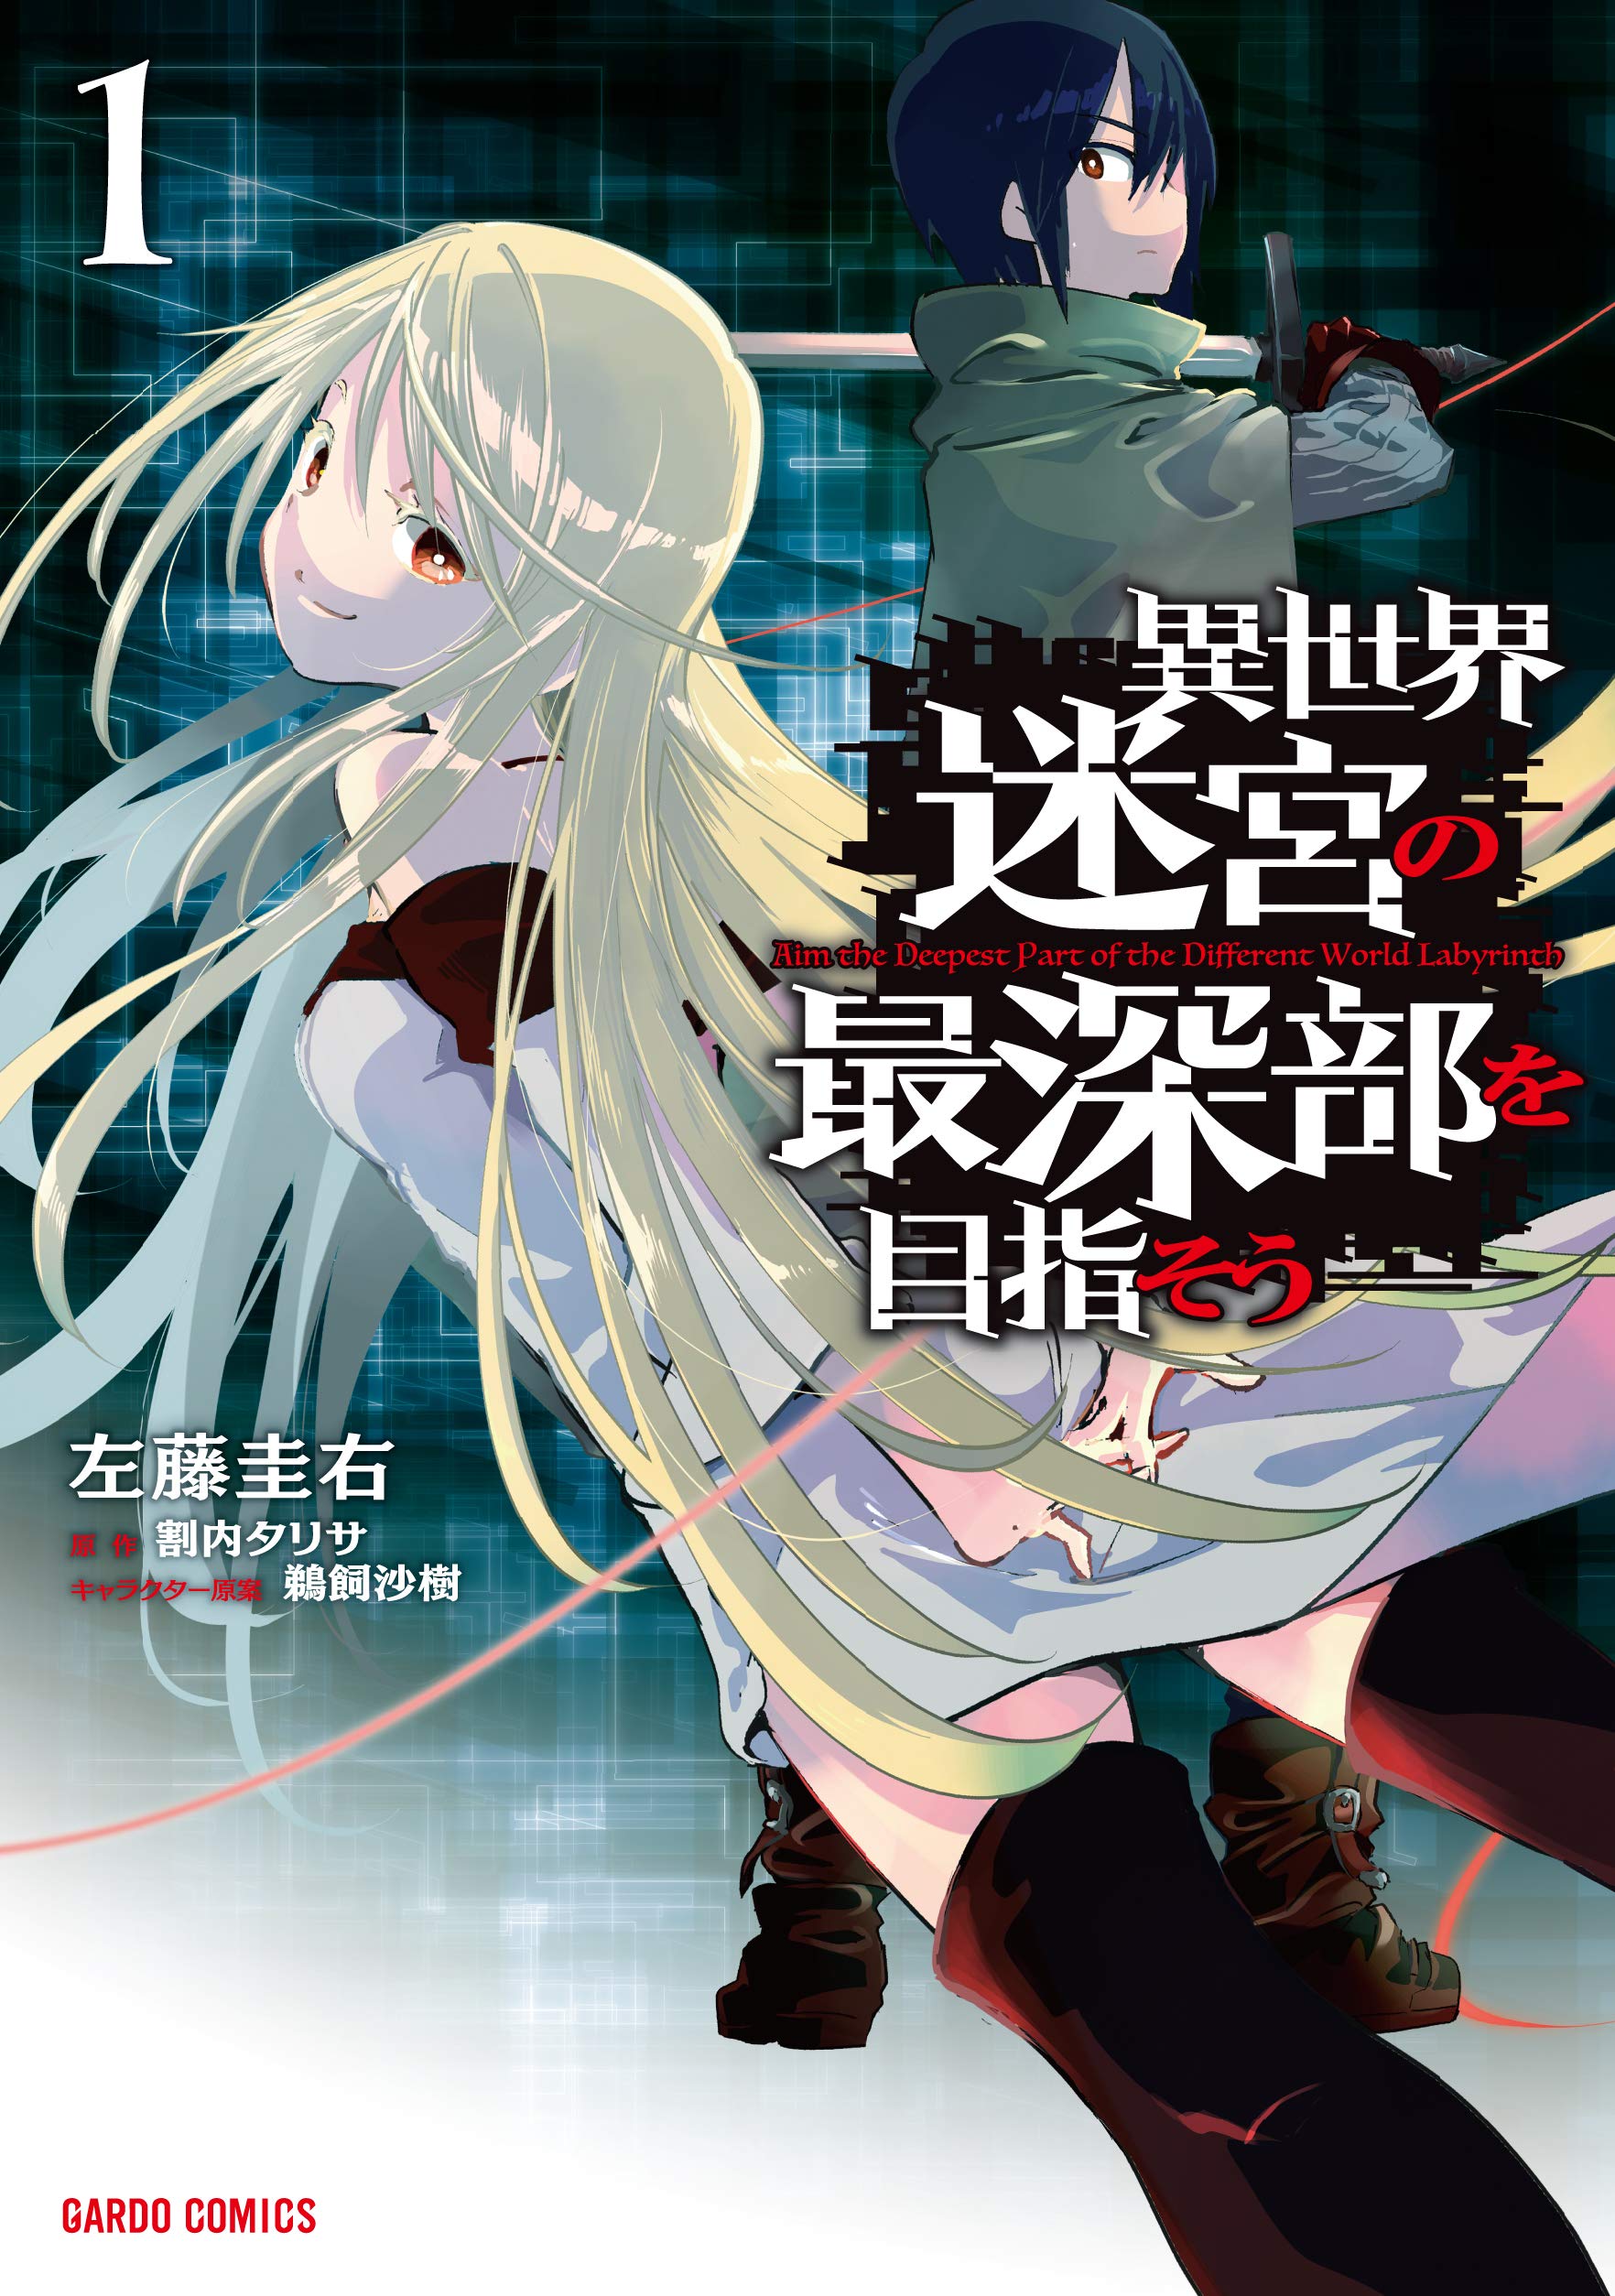 1
異世界
迷宮の
Aim the Deepest Part of the Different World Labyrinth
最深部を
目指そう
左藤圭右
原作 割内タリサ
キャラクター原案 鵜飼沙樹
GARDO COMICS